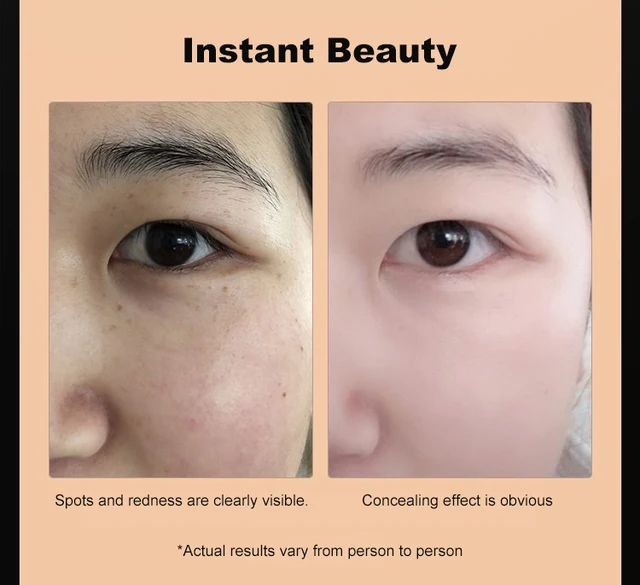 Instant Beauty
Spots and redness are clearly visible.
Concealing effect is obvious
*Actual results vary from person to person